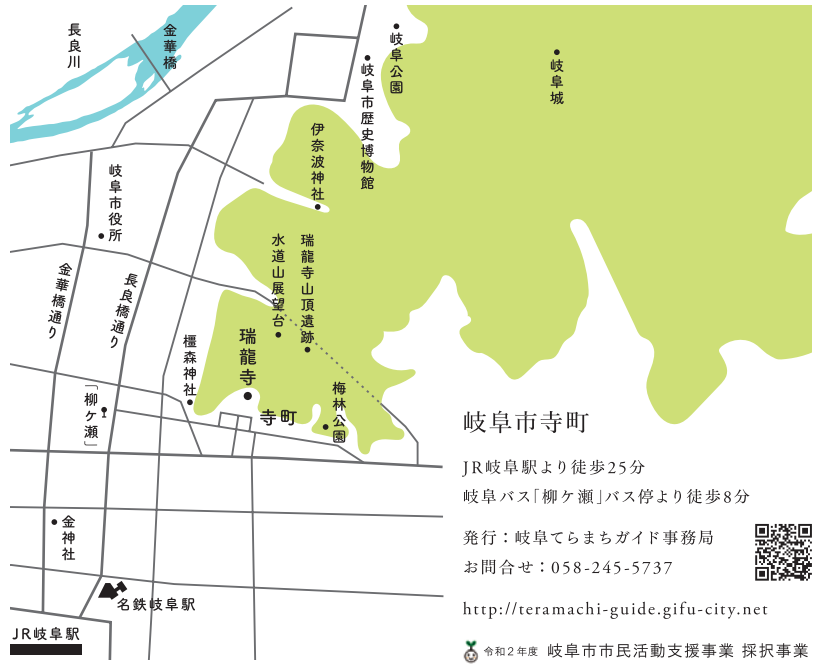 長良川
金華橋
岐阜公園
岐阜市歴史博物館
岐阜城
伊奈波神社
岐阜市役所
水道山展望台
瑞龍寺山頂遺跡
金華橋通り
長良橋通り
橿森神社
瑞龍寺
寺町
梅林公園
「柳ケ瀬」
金神社
名鉄岐阜駅
JR岐阜駅
岐阜市寺町
JR岐阜駅より徒歩25分
岐阜バス「柳ケ瀬」バス停より徒歩8分
発行：岐阜てらまちガイド事務局
お問合せ：058-245-5737
http://teramachi-guide.gifu-city.net
令和２年度 岐阜市市民活動支援事業 採択事業